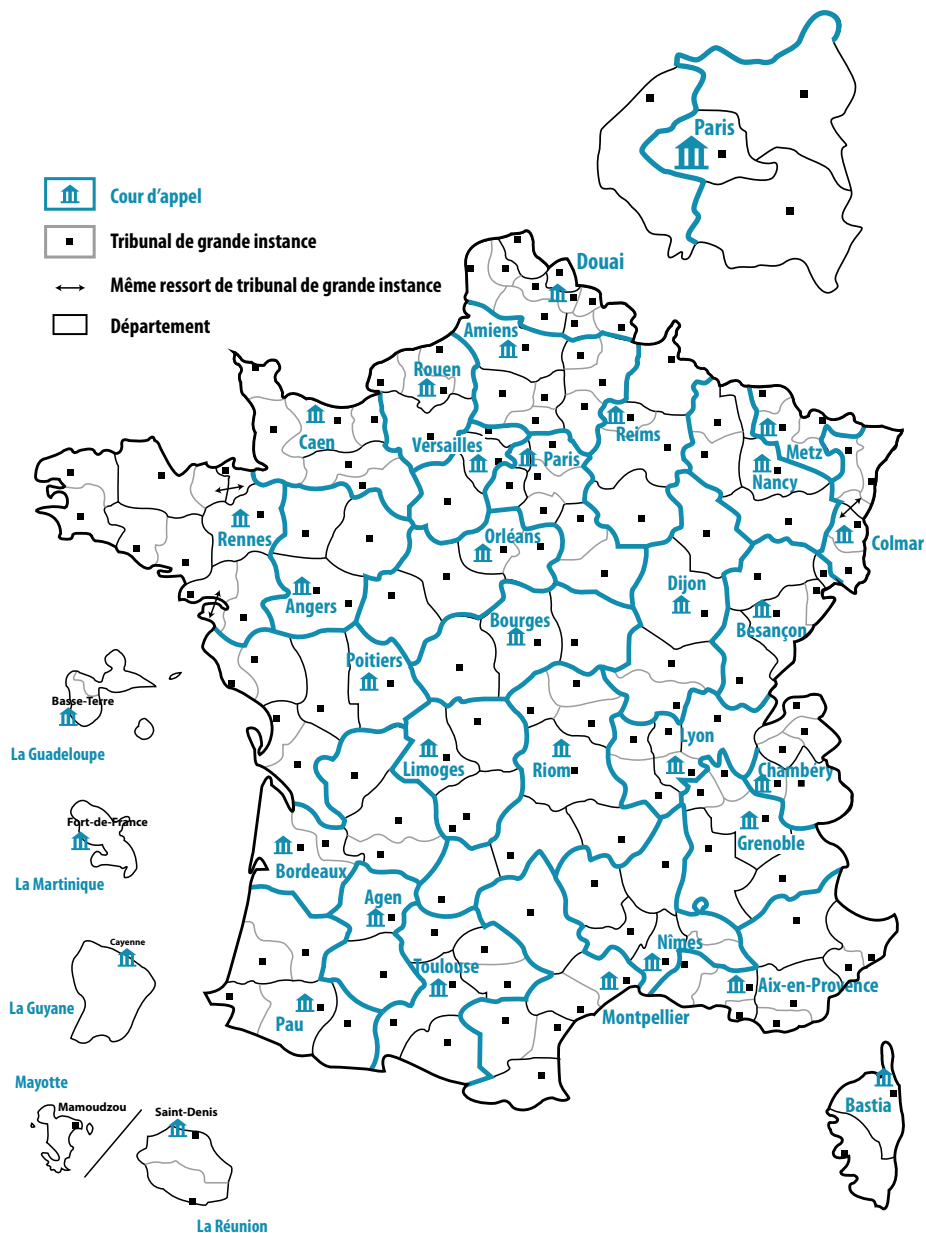 Paris
Cour d'appel
Tribunal de grande instance
Même ressort de tribunal de grande instance
Département
Douai
Amiens
Rouen
Caen
Versailles
Paris
Reims
Metz
Nancy
Colmar
Rennes
Orléans
Angers
Dijon
Besançon
Bourges
Poitiers
Basse-Terre
La Guadeloupe
Limoges
Riom
Lyon
Chambéry
Fort-de-France
La Martinique
Bordeaux
Grenoble
Agen
Cayenne
La Guyane
Toulouse
Nîmes
Aix-en-Provence
Pau
Montpellier
Mayotte
Mamoudzou
Saint-Denis
La Réunion
Bastia